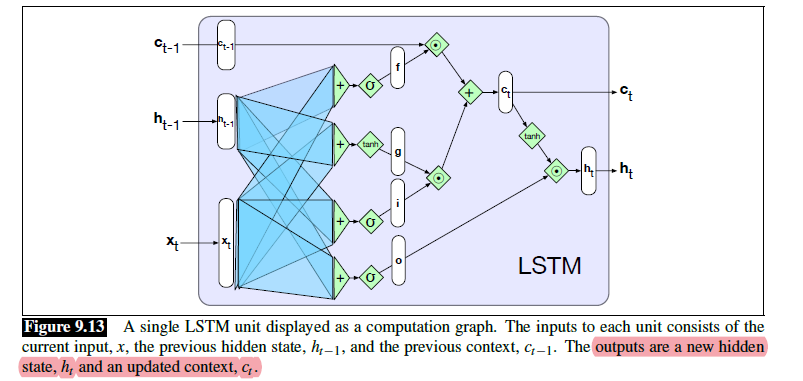 c_{t-1} c_{t-1} ⊙
+ σ f
+ c_t c_t
h_{t-1} h_{t-1}
+ tanh g tanh
⊙ ⊙ h_t h_t
i
+ σ
x_t x_t
o
+ σ
LSTM
Figure 9.13 A single LSTM unit displayed as a computation graph. The inputs to each unit consists of the
current input, x, the previous hidden state, h_{t−1}, and the previous context, c_{t−1}. The outputs are a new hidden
state, h_t and an updated context, c_t.